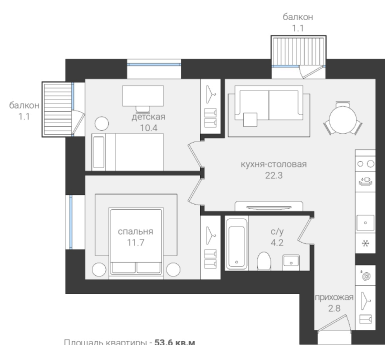 балкон
1.1
балкон
1.1
детская
10.4
кухня-столовая
22.3
спальня
11.7
с/у
4.2
прихожая
2.8
Площадь квартиры - 53.6 кв.м